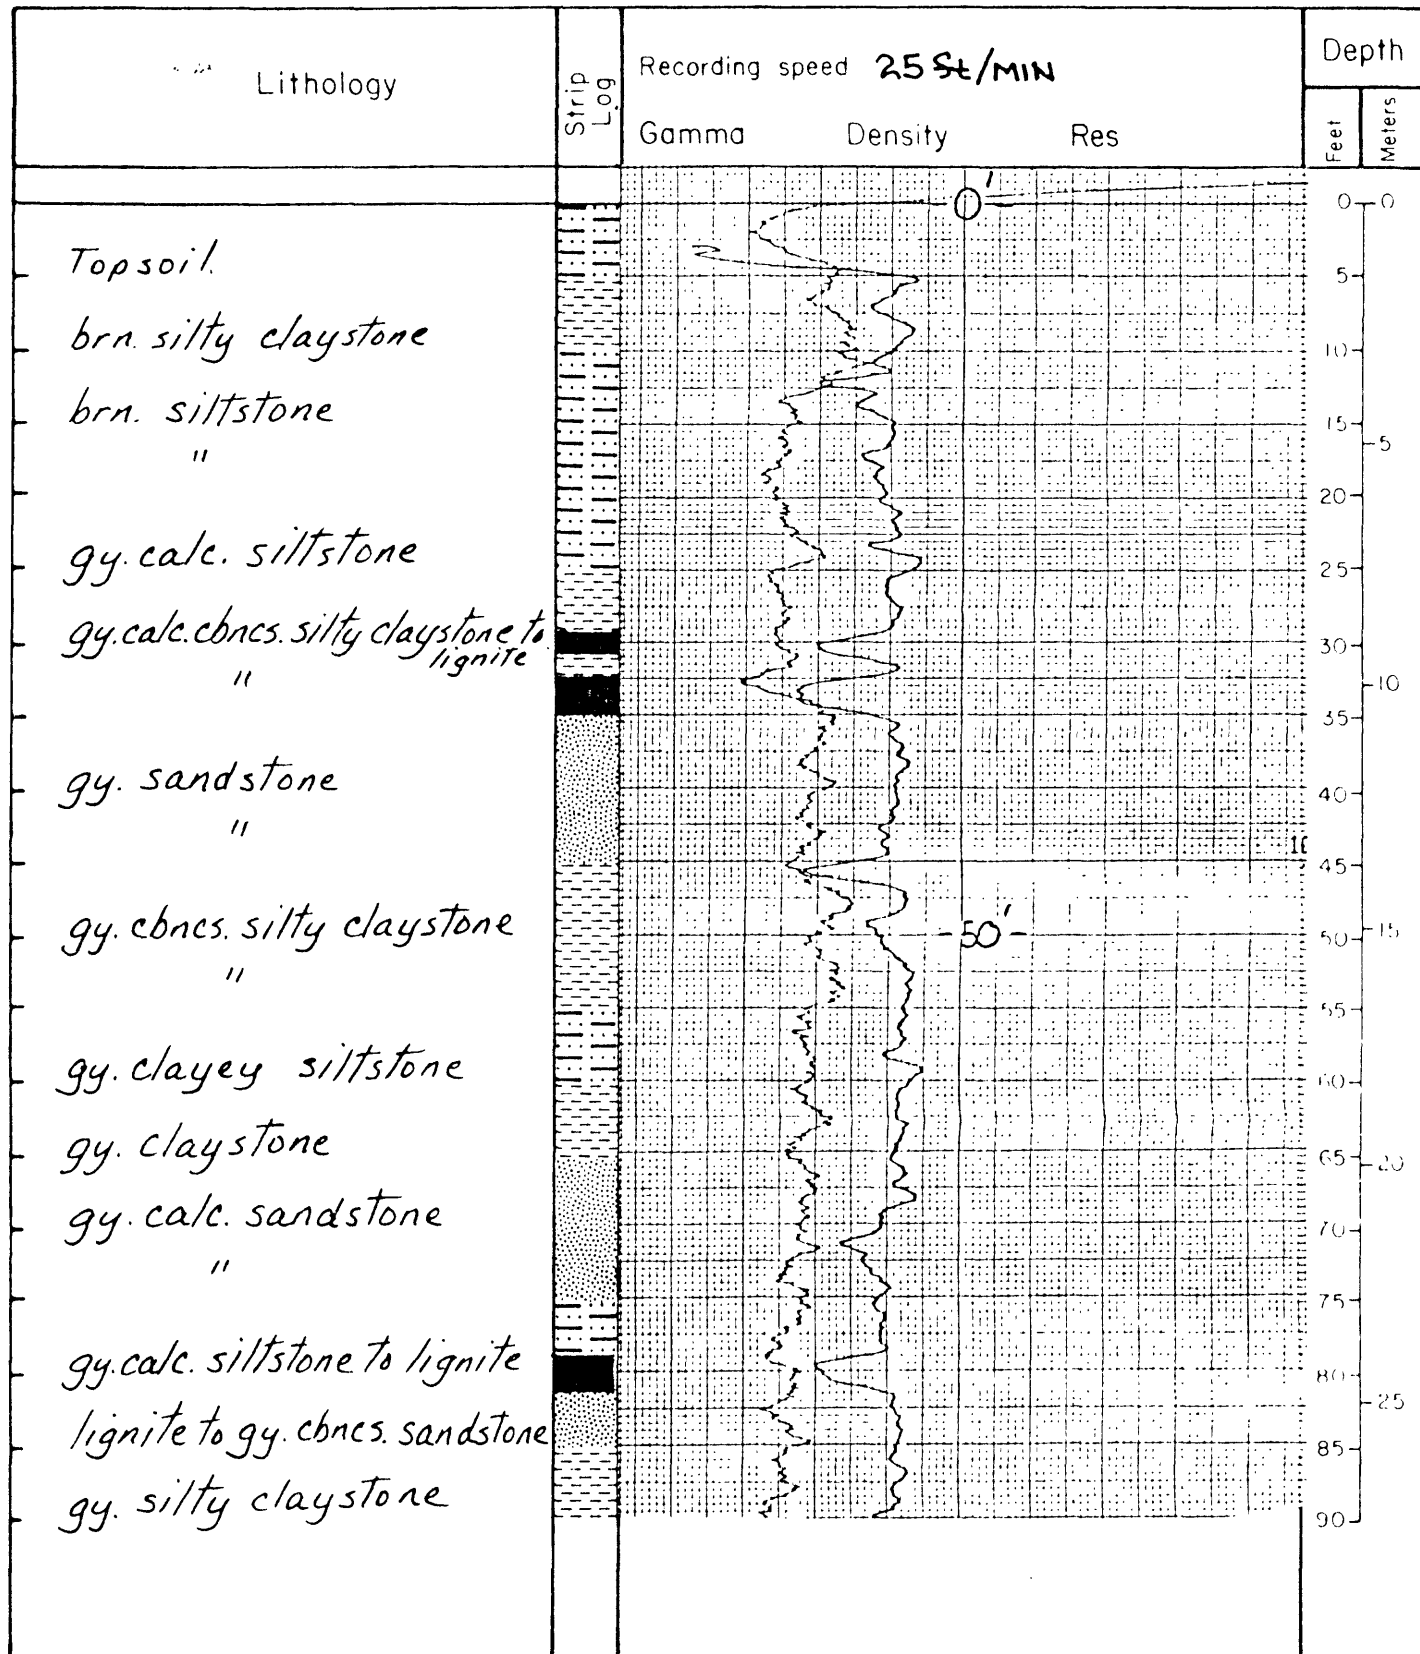 Lithology
Strip Log
Recording speed 25 ft/MIN
Gamma Density Res
Depth
Feet Meters
0'
0 0
Topsoil.
5
brn. silty claystone
10
brn. siltstone
15
5
"
20
gy. calc. siltstone
25
gy. calc. cbncs. silty claystone to
lignite
30
"
10
35
gy. sandstone
40
"
10
45
gy. cbncs. silty claystone
50'
50
15
"
55
gy. clayey siltstone
60
gy. claystone
65
20
gy. calc. sandstone
70
"
75
gy. calc. siltstone to lignite
80
25
lignite to gy. cbncs. sandstone
85
gy. silty claystone
90